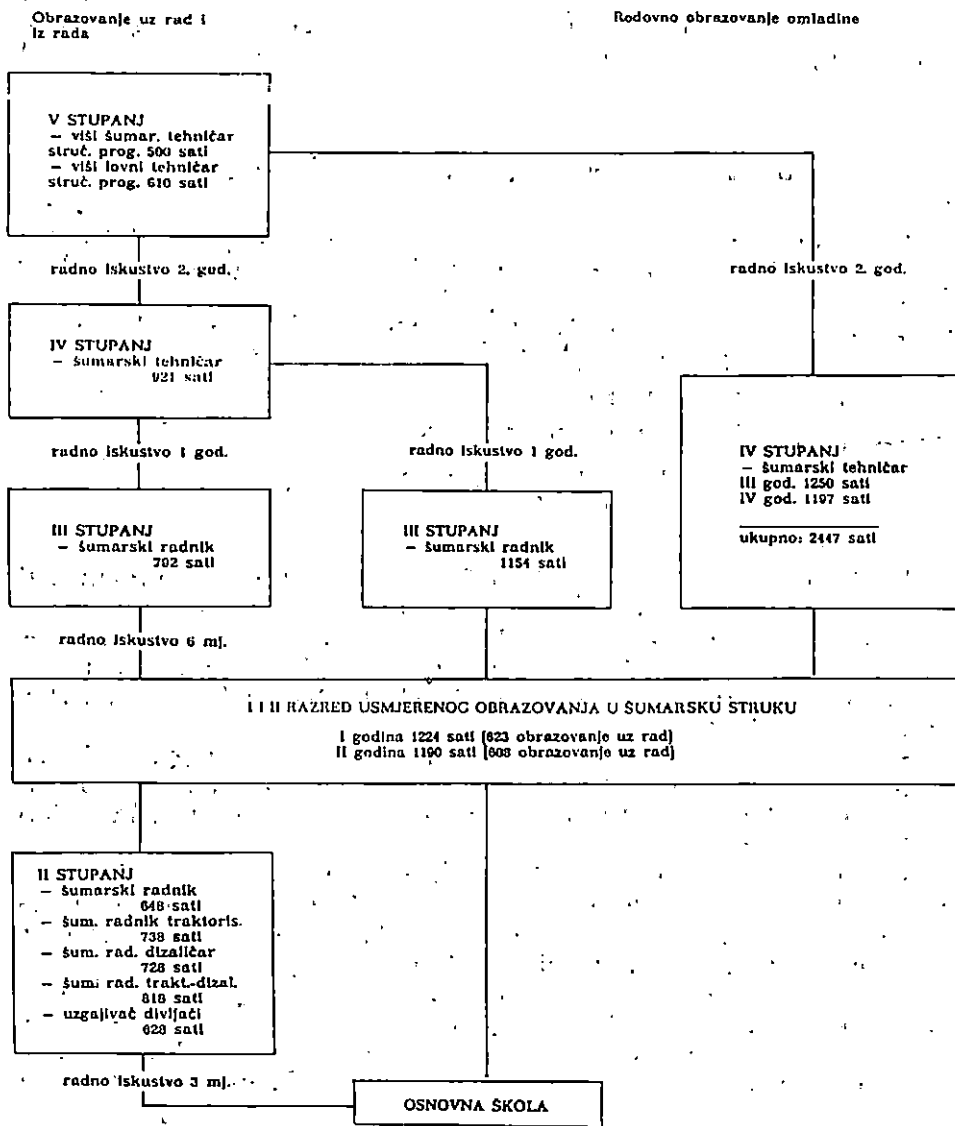 Obrazovanje uz rad i
iz rada
Rodovno obrazovanje omladine
V STUPANJ
— viši šumar. tehničar
struč. prog. 500 sati
— viši lovni tehničar
struč. prog. 610 sati
radno iskustvo 2. god.
radno iskustvo 2. god.
IV STUPANJ
— šumarski tehničar
921 sati
radno iskustvo 1 god.
radno iskustvo 1 god.
IV STUPANJ
— šumarski tehničar
III god. 1250 sati
IV god. 1197 sati
ukupno: 2447 sati
III STUPANJ
— šumarski radnik
702 sati
III STUPANJ
— šumarski radnik
1154 sati
radno iskustvo 6 mj.
I I II RAZRED USMJERENOG OBRAZOVANJA U ŠUMARSKU STRUKU
I godina 1224 sati (623 obrazovanje uz rad)
II godina 1190 sati (608 obrazovanje uz rad)
II STUPANJ
— šumarski radnik
648 sati
— šum. radnik traktoris.
738 sati
— šum. rad. dizaličar
728 sati
— šum. rad. trakt.-dizal.
818 sati
— uzgajivač divljači
628 sati
radno iskustvo 3 mj.
OSNOVNA ŠKOLA